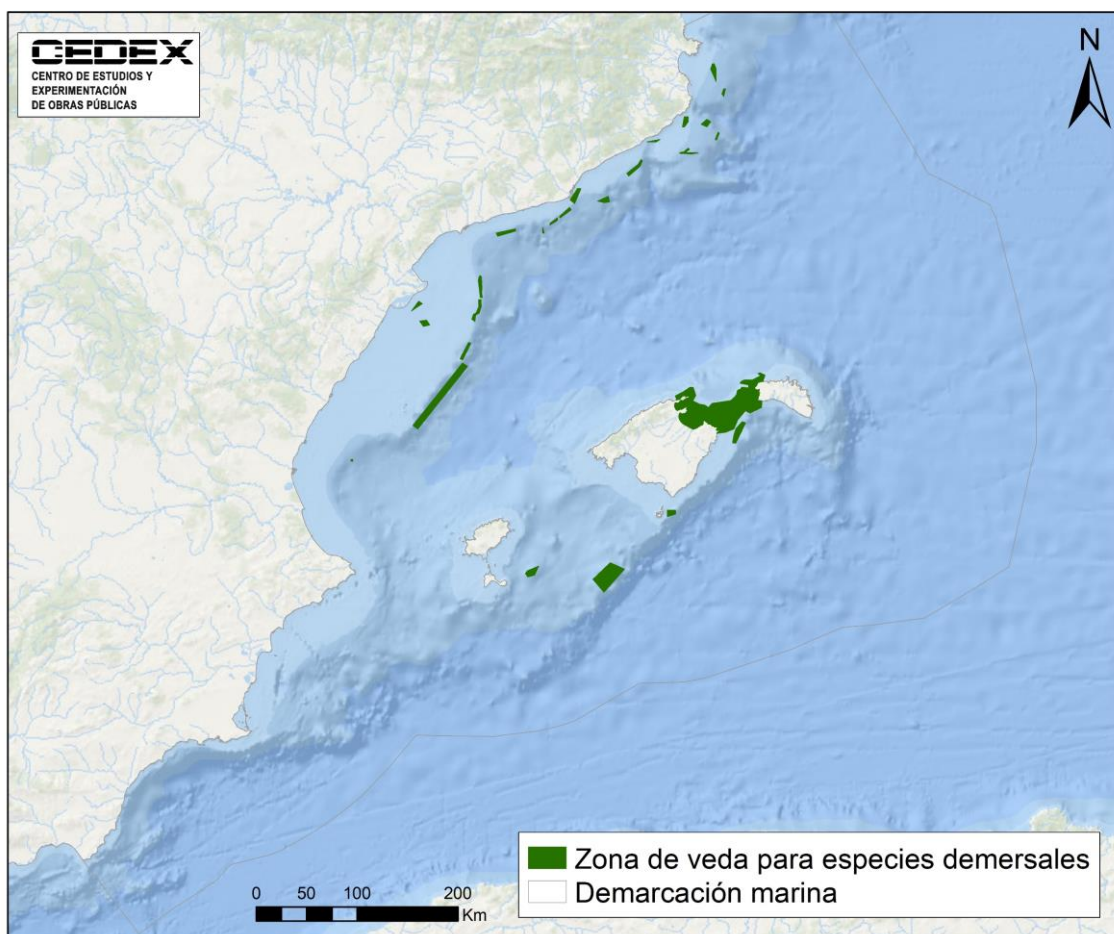 CEDEX
CENTRO DE ESTUDIOS Y
EXPERIMENTACIÓN
DE OBRAS PÚBLICAS
N
Zona de veda para especies demersales
Demarcación marina
0 50 100 200
Km